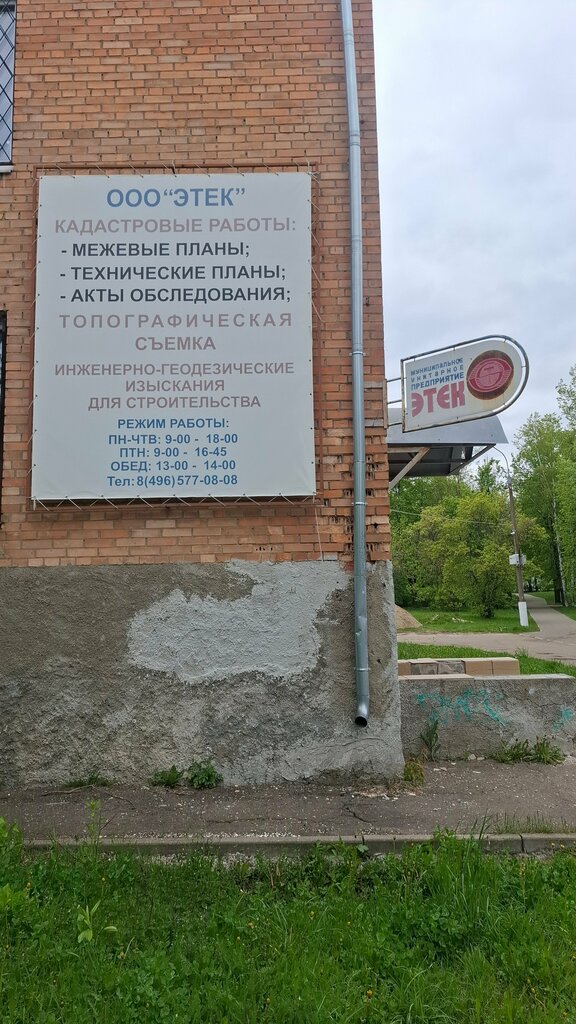 ООО "ЭТЕК"
КАДАСТРОВЫЕ РАБОТЫ:
- МЕЖЕВЫЕ ПЛАНЫ;
- ТЕХНИЧЕСКИЕ ПЛАНЫ;
- АКТЫ ОБСЛЕДОВАНИЯ;
ТОПОГРАФИЧЕСКАЯ
СЪЕМКА
ИНЖЕНЕРНО-ГЕОДЕЗИЧЕСКИЕ
ИЗЫСКАНИЯ
ДЛЯ СТРОИТЕЛЬСТВА
РЕЖИМ РАБОТЫ:
ПН-ЧТВ: 9-00 - 18-00
ПТН: 9-00 - 16-45
ОБЕД: 13-00 - 14-00
Тел: 8(496)577-08-08
МУНИЦИПАЛЬНОЕ
УНИТАРНОЕ
ПРЕДПРИЯТИЕ
ЭТЕК